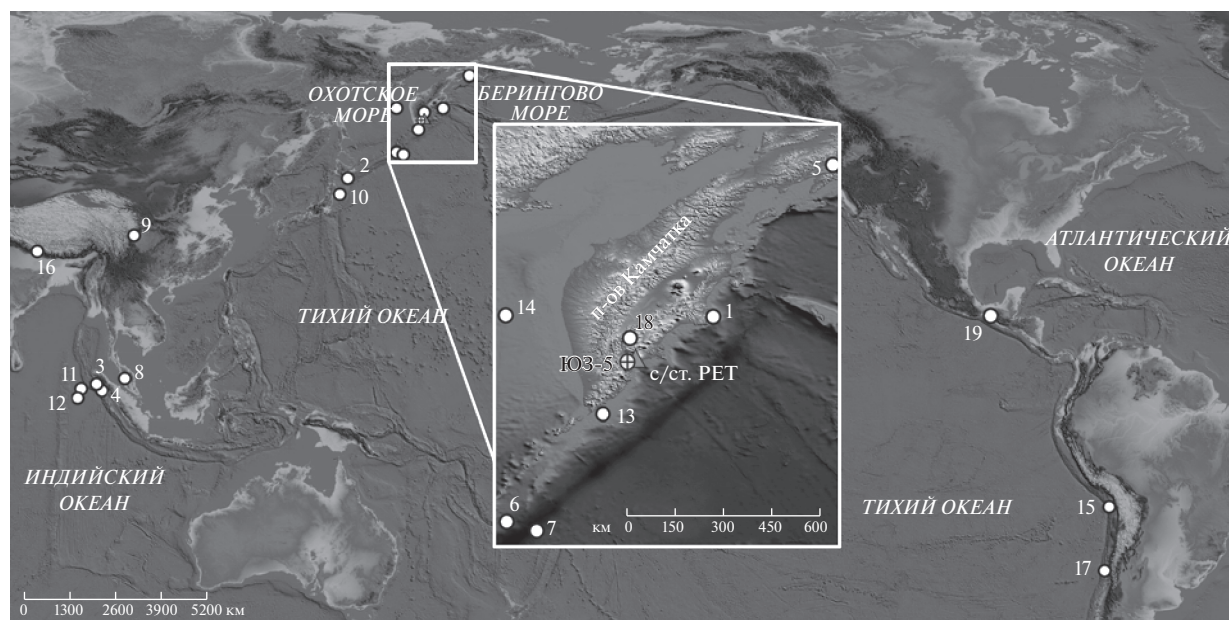 ОХОТСКОЕ
МОРЕ
БЕРИНГОВО
МОРЕ
2
10
9
16
ТИХИЙ ОКЕАН
11
3
8
12
4
ИНДИЙСКИЙ
ОКЕАН
0 1300 2600 3900 5200 км
5
п-ов Камчатка
14
18
1
ЮЗ-5
с/ст. PET
13
6
7
км 0 150 300 450 600
АТЛАНТИЧЕСКИЙ
ОКЕАН
19
ТИХИЙ ОКЕАН
15
17